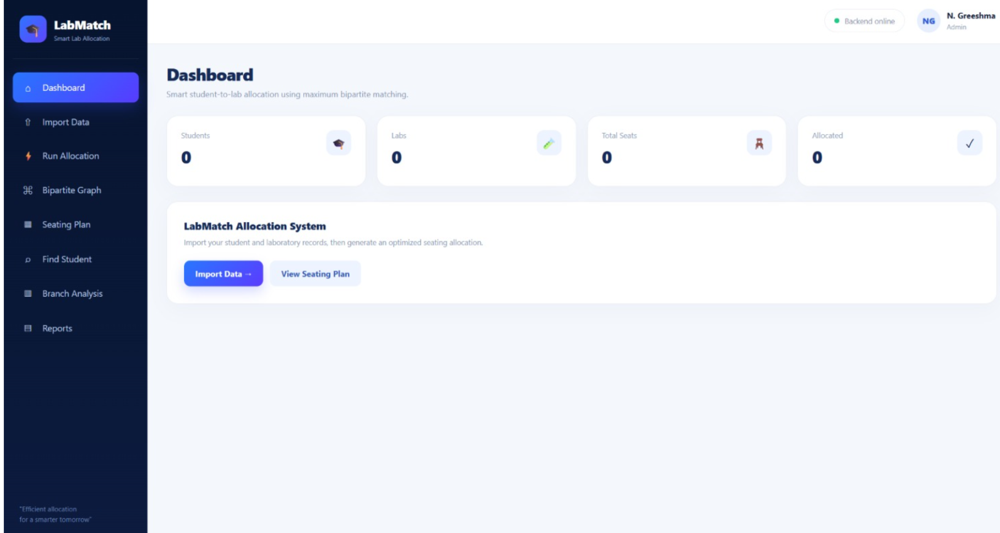 LabMatch
Smart Lab Allocation
Dashboard
Import Data
Run Allocation
Bipartite Graph
Seating Plan
Find Student
Branch Analysis
Reports
"Efficient allocation
for a smarter tomorrow"
Backend online
NG
N. Greeshma
Admin
Dashboard
Smart student-to-lab allocation using maximum bipartite matching.
Students
0
Labs
0
Total Seats
0
Allocated
0
LabMatch Allocation System
Import your student and laboratory records, then generate an optimized seating allocation.
Import Data →
View Seating Plan